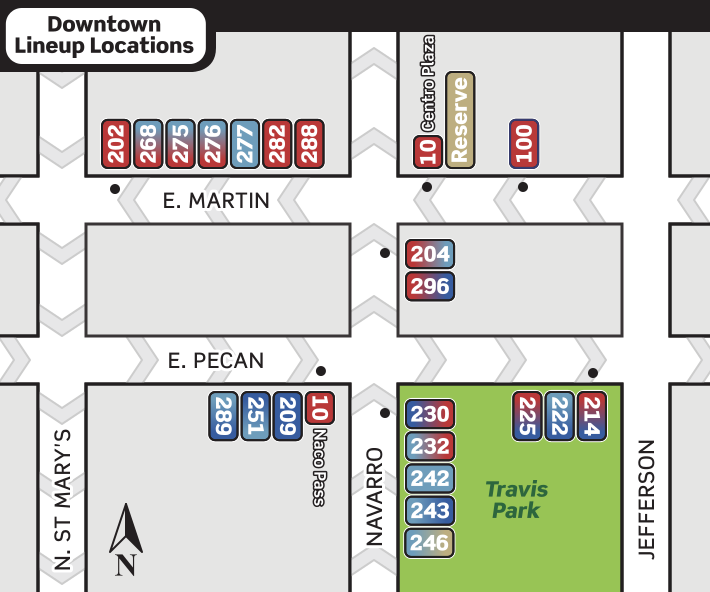 Downtown
Lineup Locations
202
268
275
276
277
282
288
10
Centro Plaza
Reserve
100
E. MARTIN
204
296
E. PECAN
289
251
209
10
Naco Pass
230
232
242
243
246
225
222
214
Travis
Park
N. ST MARY'S
NAVARRO
JEFFERSON
N